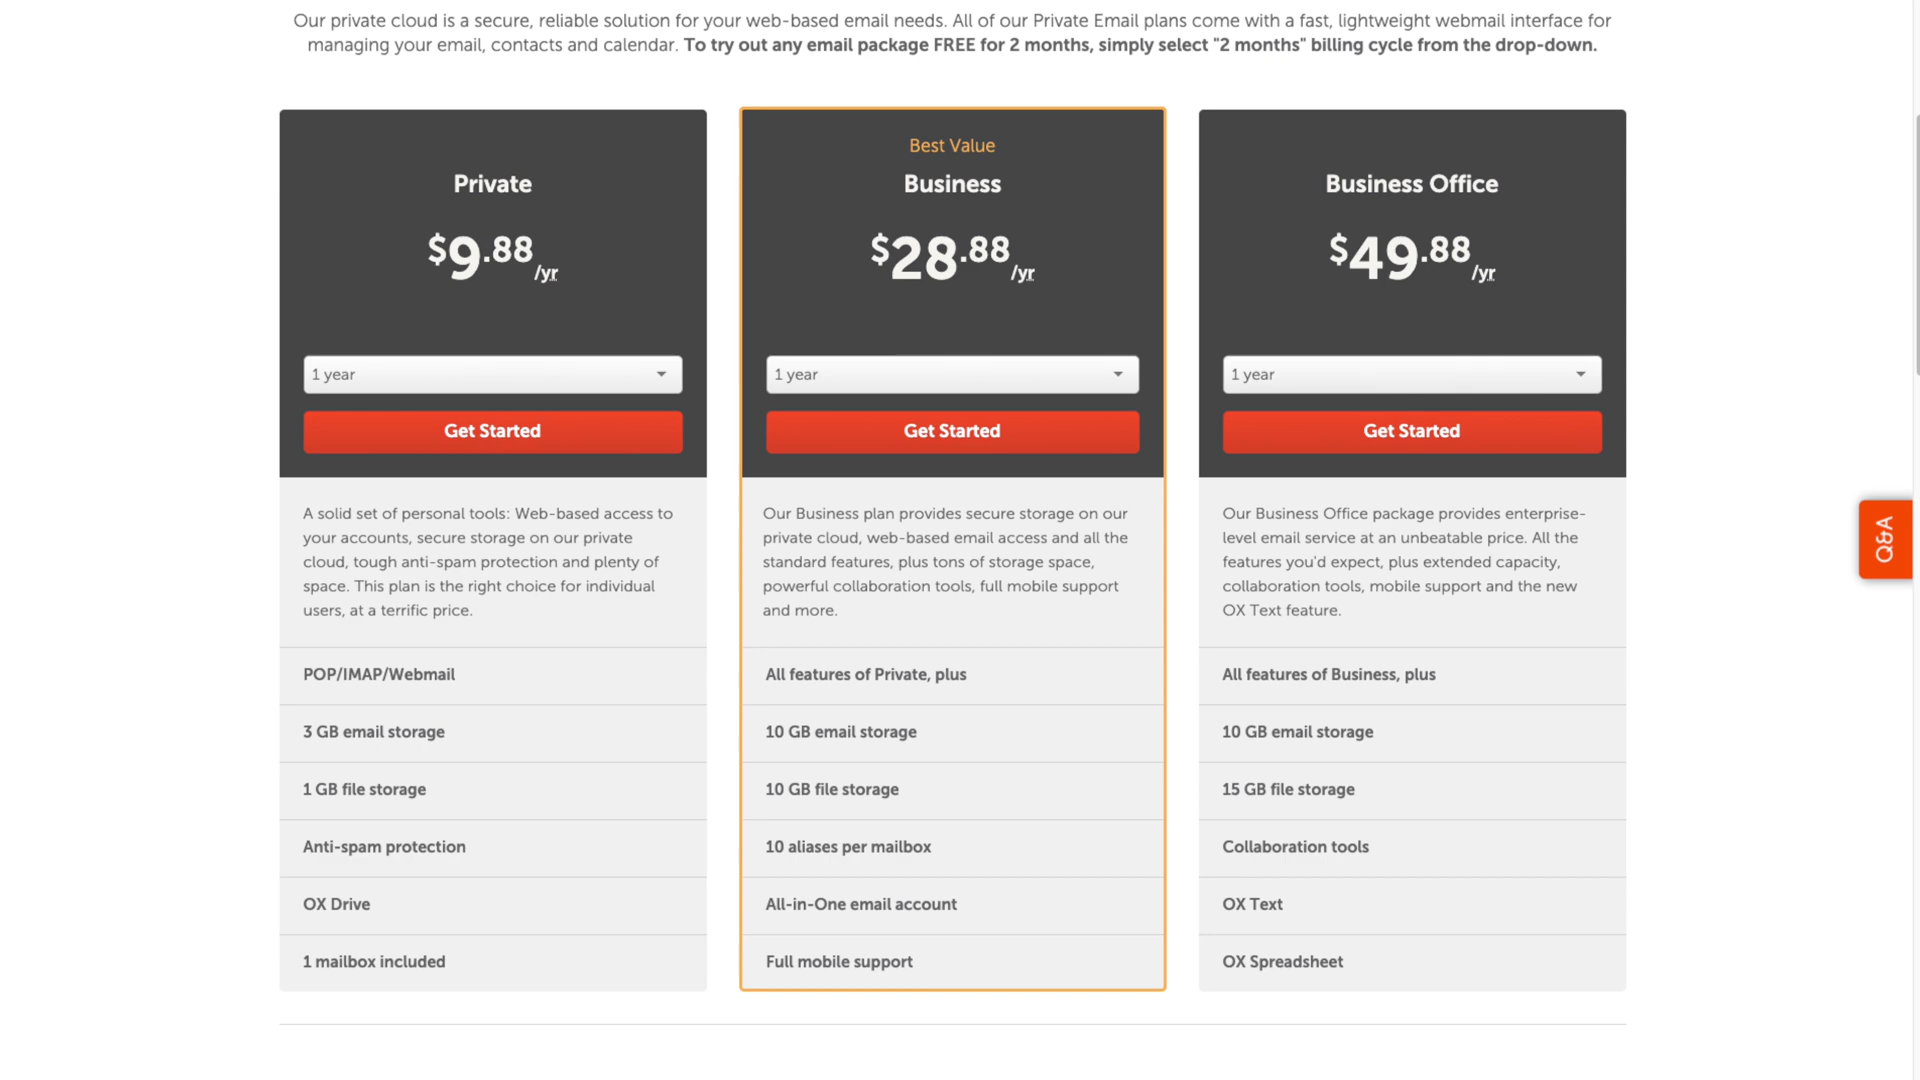 Our private cloud is a secure, reliable solution for your web-based email needs. All of our Private Email plans come with a fast, lightweight webmail interface for
managing your email, contacts and calendar. To try out any email package FREE for 2 months, simply select "2 months" billing cycle from the drop-down.
Private
$9.88/yr
1 year
Get Started
A solid set of personal tools: Web-based access to
your accounts, secure storage on our private
cloud, tough anti-spam protection and plenty of
space. This plan is the right choice for individual
users, at a terrific price.
POP/IMAP/Webmail
3 GB email storage
1 GB file storage
Anti-spam protection
OX Drive
1 mailbox included
Best Value
Business
$28.88/yr
1 year
Get Started
Our Business plan provides secure storage on our
private cloud, web-based email access and all the
standard features, plus tons of storage space,
powerful collaboration tools, full mobile support
and more.
All features of Private, plus
10 GB email storage
10 GB file storage
10 aliases per mailbox
All-in-One email account
Full mobile support
Business Office
$49.88/yr
1 year
Get Started
Our Business Office package provides enterprise-
level email service at an unbeatable price. All the
features you'd expect, plus extended capacity,
collaboration tools, mobile support and the new
OX Text feature.
All features of Business, plus
10 GB email storage
15 GB file storage
Collaboration tools
OX Text
OX Spreadsheet
Q&A